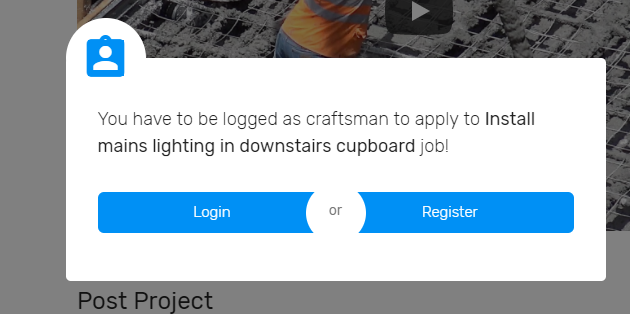 You have to be logged as craftsman to apply to Install
mains lighting in downstairs cupboard job!
Login or Register
Post Project